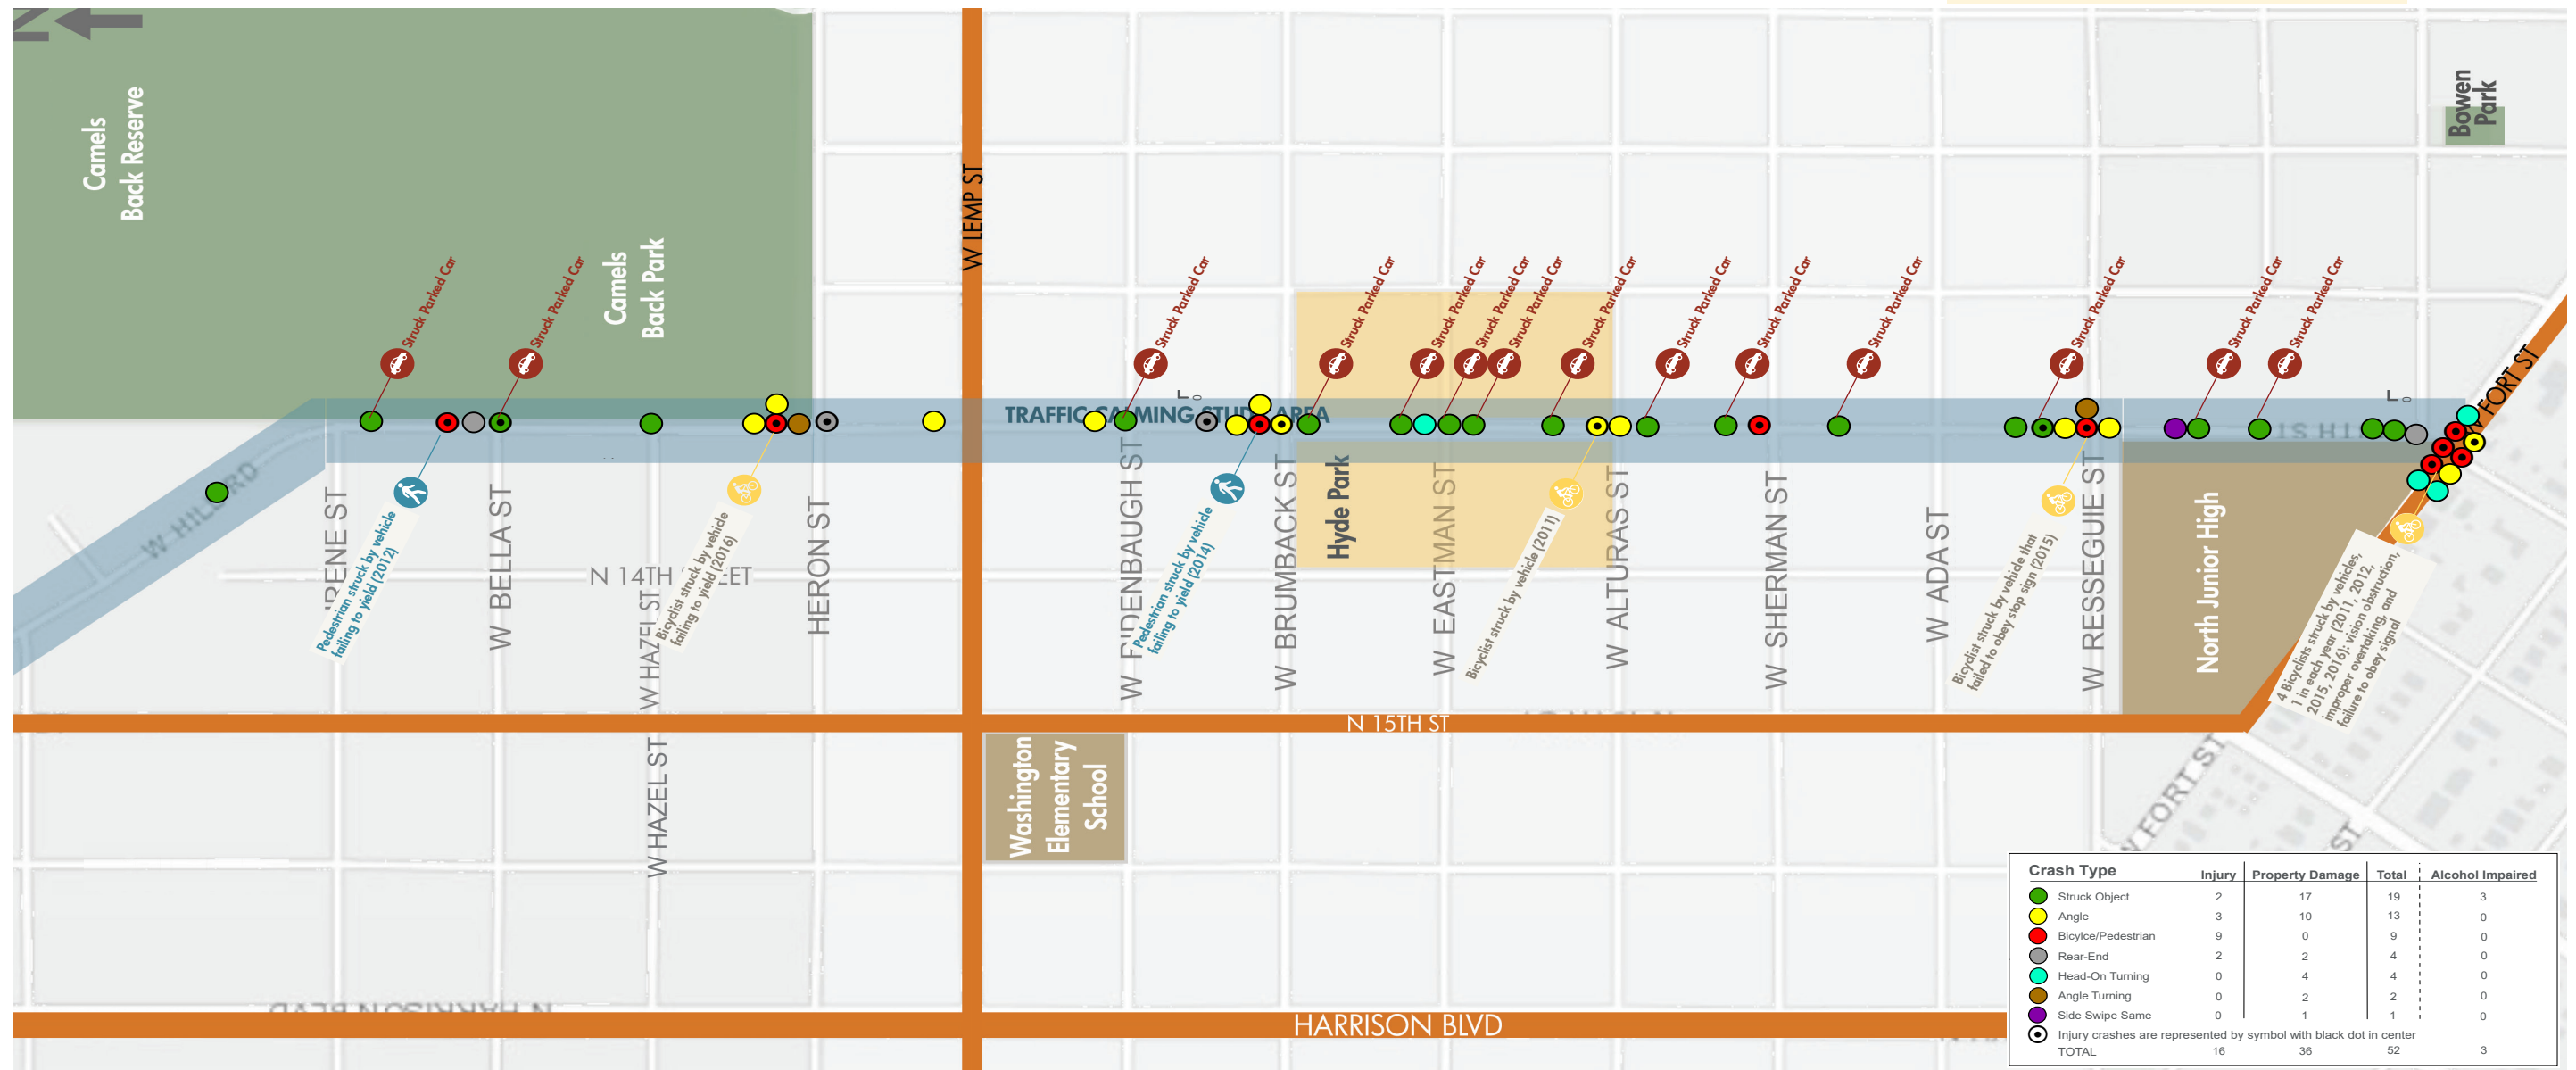 N
Camels
Back Reserve
Camels
Back Park
Bowen
Park
W LEMP ST
W FORT ST
Struck Parked Car
Struck Parked Car
Struck Parked Car
Struck Parked Car
Struck Parked Car
Struck Parked Car
Struck Parked Car
Struck Parked Car
Struck Parked Car
Struck Parked Car
Struck Parked Car
Struck Parked Car
Struck Parked Car
Struck Parked Car
TRAFFIC CALMING STUDY AREA
W HILL RD
IRENE ST
W BELLA ST
W HAZEL ST
HERON ST
N 14TH
W RIDENBAUGH ST
W BRUMBACK ST
Hyde Park
W EASTMAN ST
W ALTURAS ST
W SHERMAN ST
W ADA ST
W RESSEGUIE ST
North Junior High
Pedestrian struck by vehicle
failing to yield (2012)
Bicyclist struck by vehicle
failing to yield (2016)
Pedestrian struck by vehicle
failing to yield (2014)
Bicyclist struck by vehicle (2011)
Bicyclist struck by vehicle that
failed to obey stop sign (2015)
4 Bicyclists struck by vehicles,
1 in each year (2011, 2012,
2015, 2016): vision obstruction,
improper overtaking, and
failure to obey signal
N 15TH ST
W HAZEL ST
Washington
Elementary
School
W FORT ST
ST
N HARRISON BLVD
HARRISON BLVD
Crash Type Injury Property Damage Total Alcohol Impaired
Struck Object 2 17 19 3
Angle 3 10 13 0
Bicylce/Pedestrian 9 0 9 0
Rear-End 2 2 4 0
Head-On Turning 0 4 4 0
Angle Turning 0 2 2 0
Side Swipe Same 0 1 1 0
Injury crashes are represented by symbol with black dot in center
TOTAL 16 36 52 3